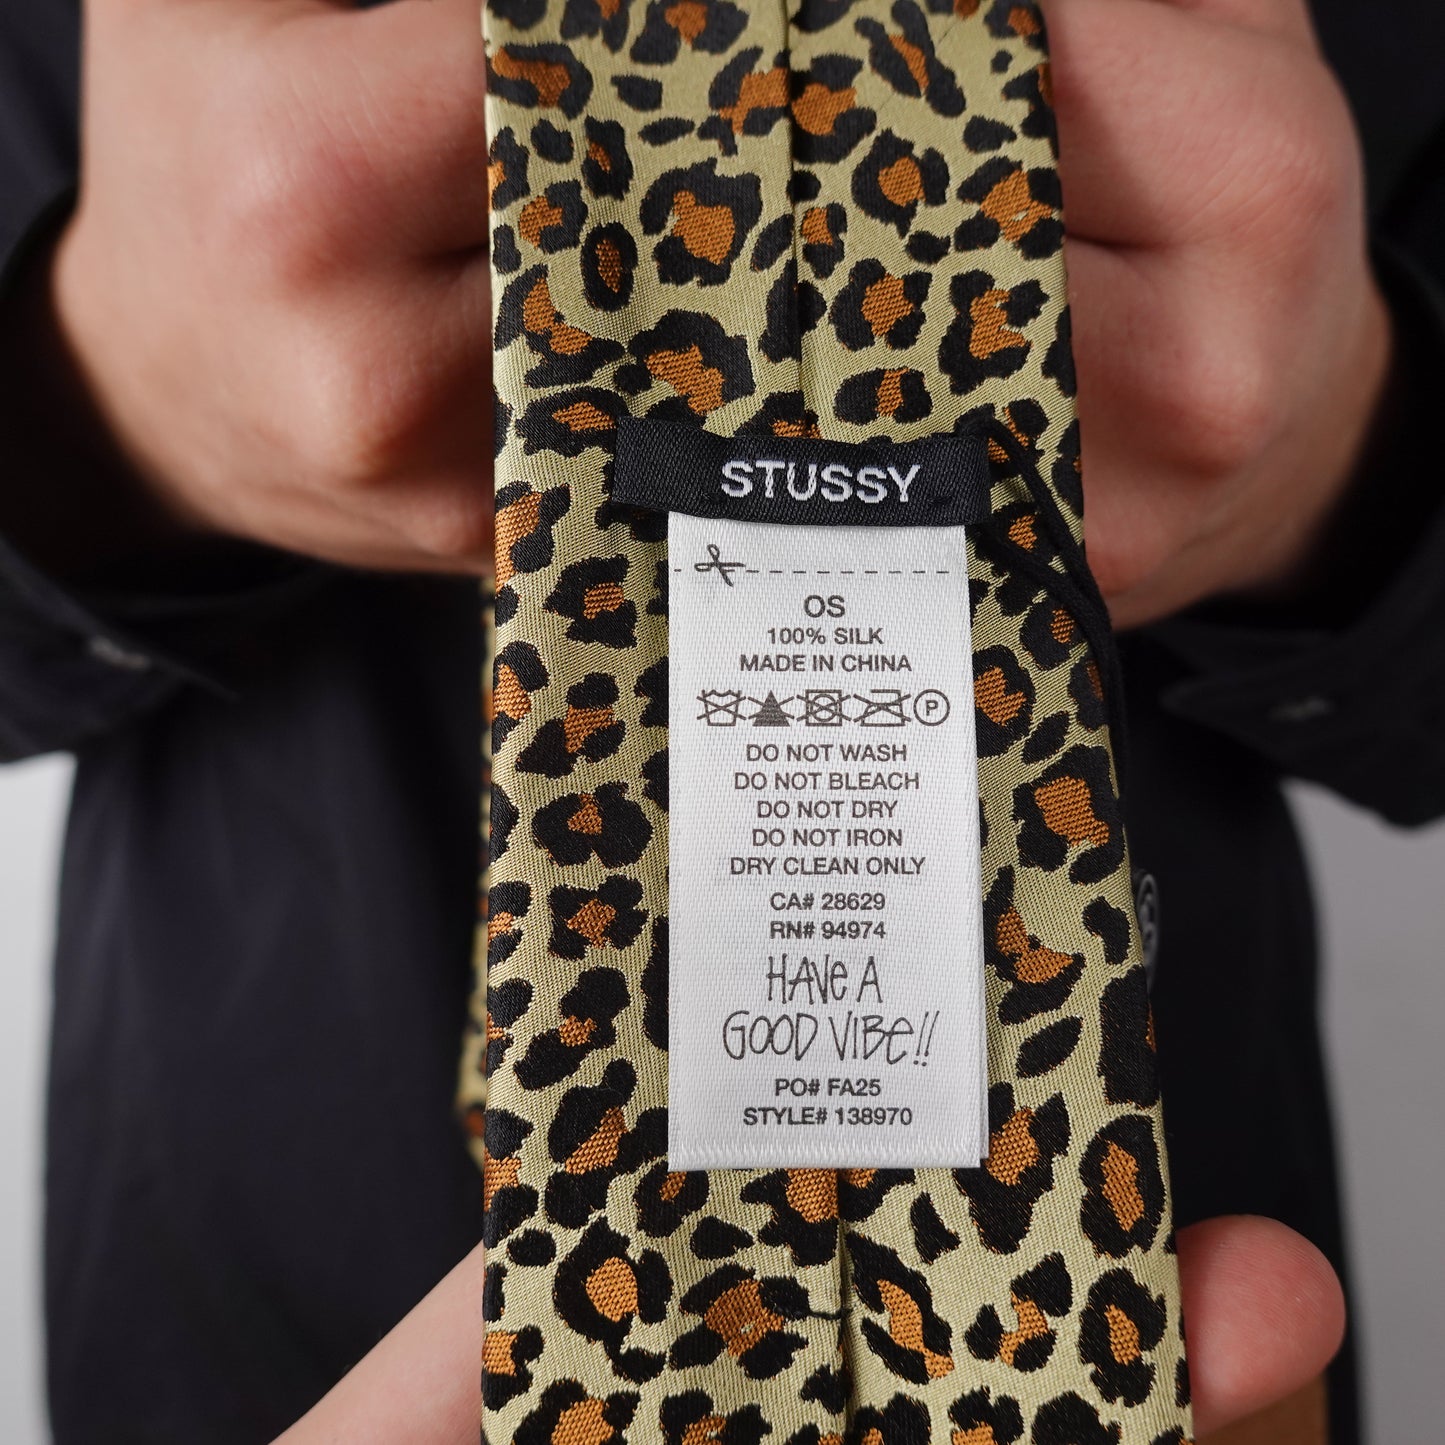 STUSSY
OS
100% SILK
MADE IN CHINA
P
DO NOT WASH
DO NOT BLEACH
DO NOT DRY
DO NOT IRON
DRY CLEAN ONLY
CA# 28629
RN# 94974
HAVE A
GOOD VIBE!!
PO# FA25
STYLE# 138970